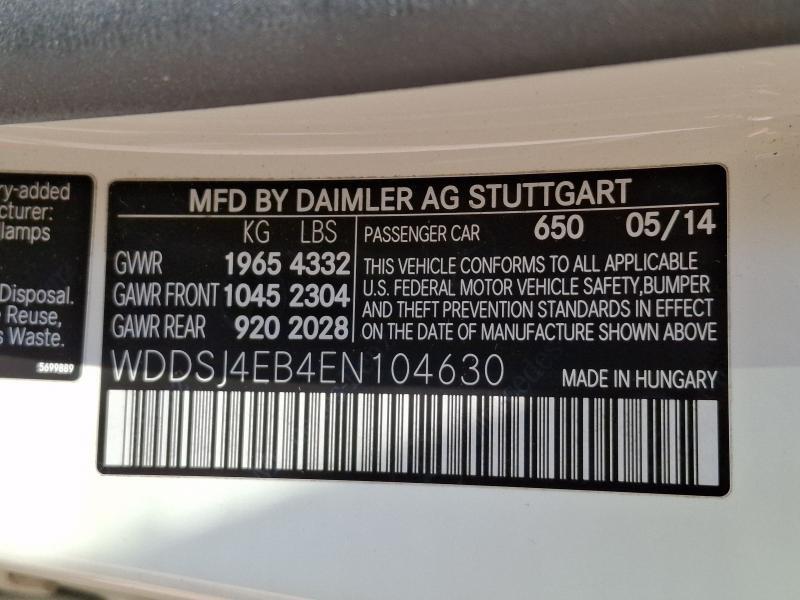 ry-added
cturer:
lamps
Disposal.
Reuse,
s Waste.
5699889
MFD BY DAIMLER AG STUTTGART
KG LBS
GVWR 1965 4332
GAWR FRONT 1045 2304
GAWR REAR 920 2028
PASSENGER CAR 650 05/14
THIS VEHICLE CONFORMS TO ALL APPLICABLE
U.S. FEDERAL MOTOR VEHICLE SAFETY,BUMPER
AND THEFT PREVENTION STANDARDS IN EFFECT
ON THE DATE OF MANUFACTURE SHOWN ABOVE
WDDSJ4EB4EN104630
MADE IN HUNGARY